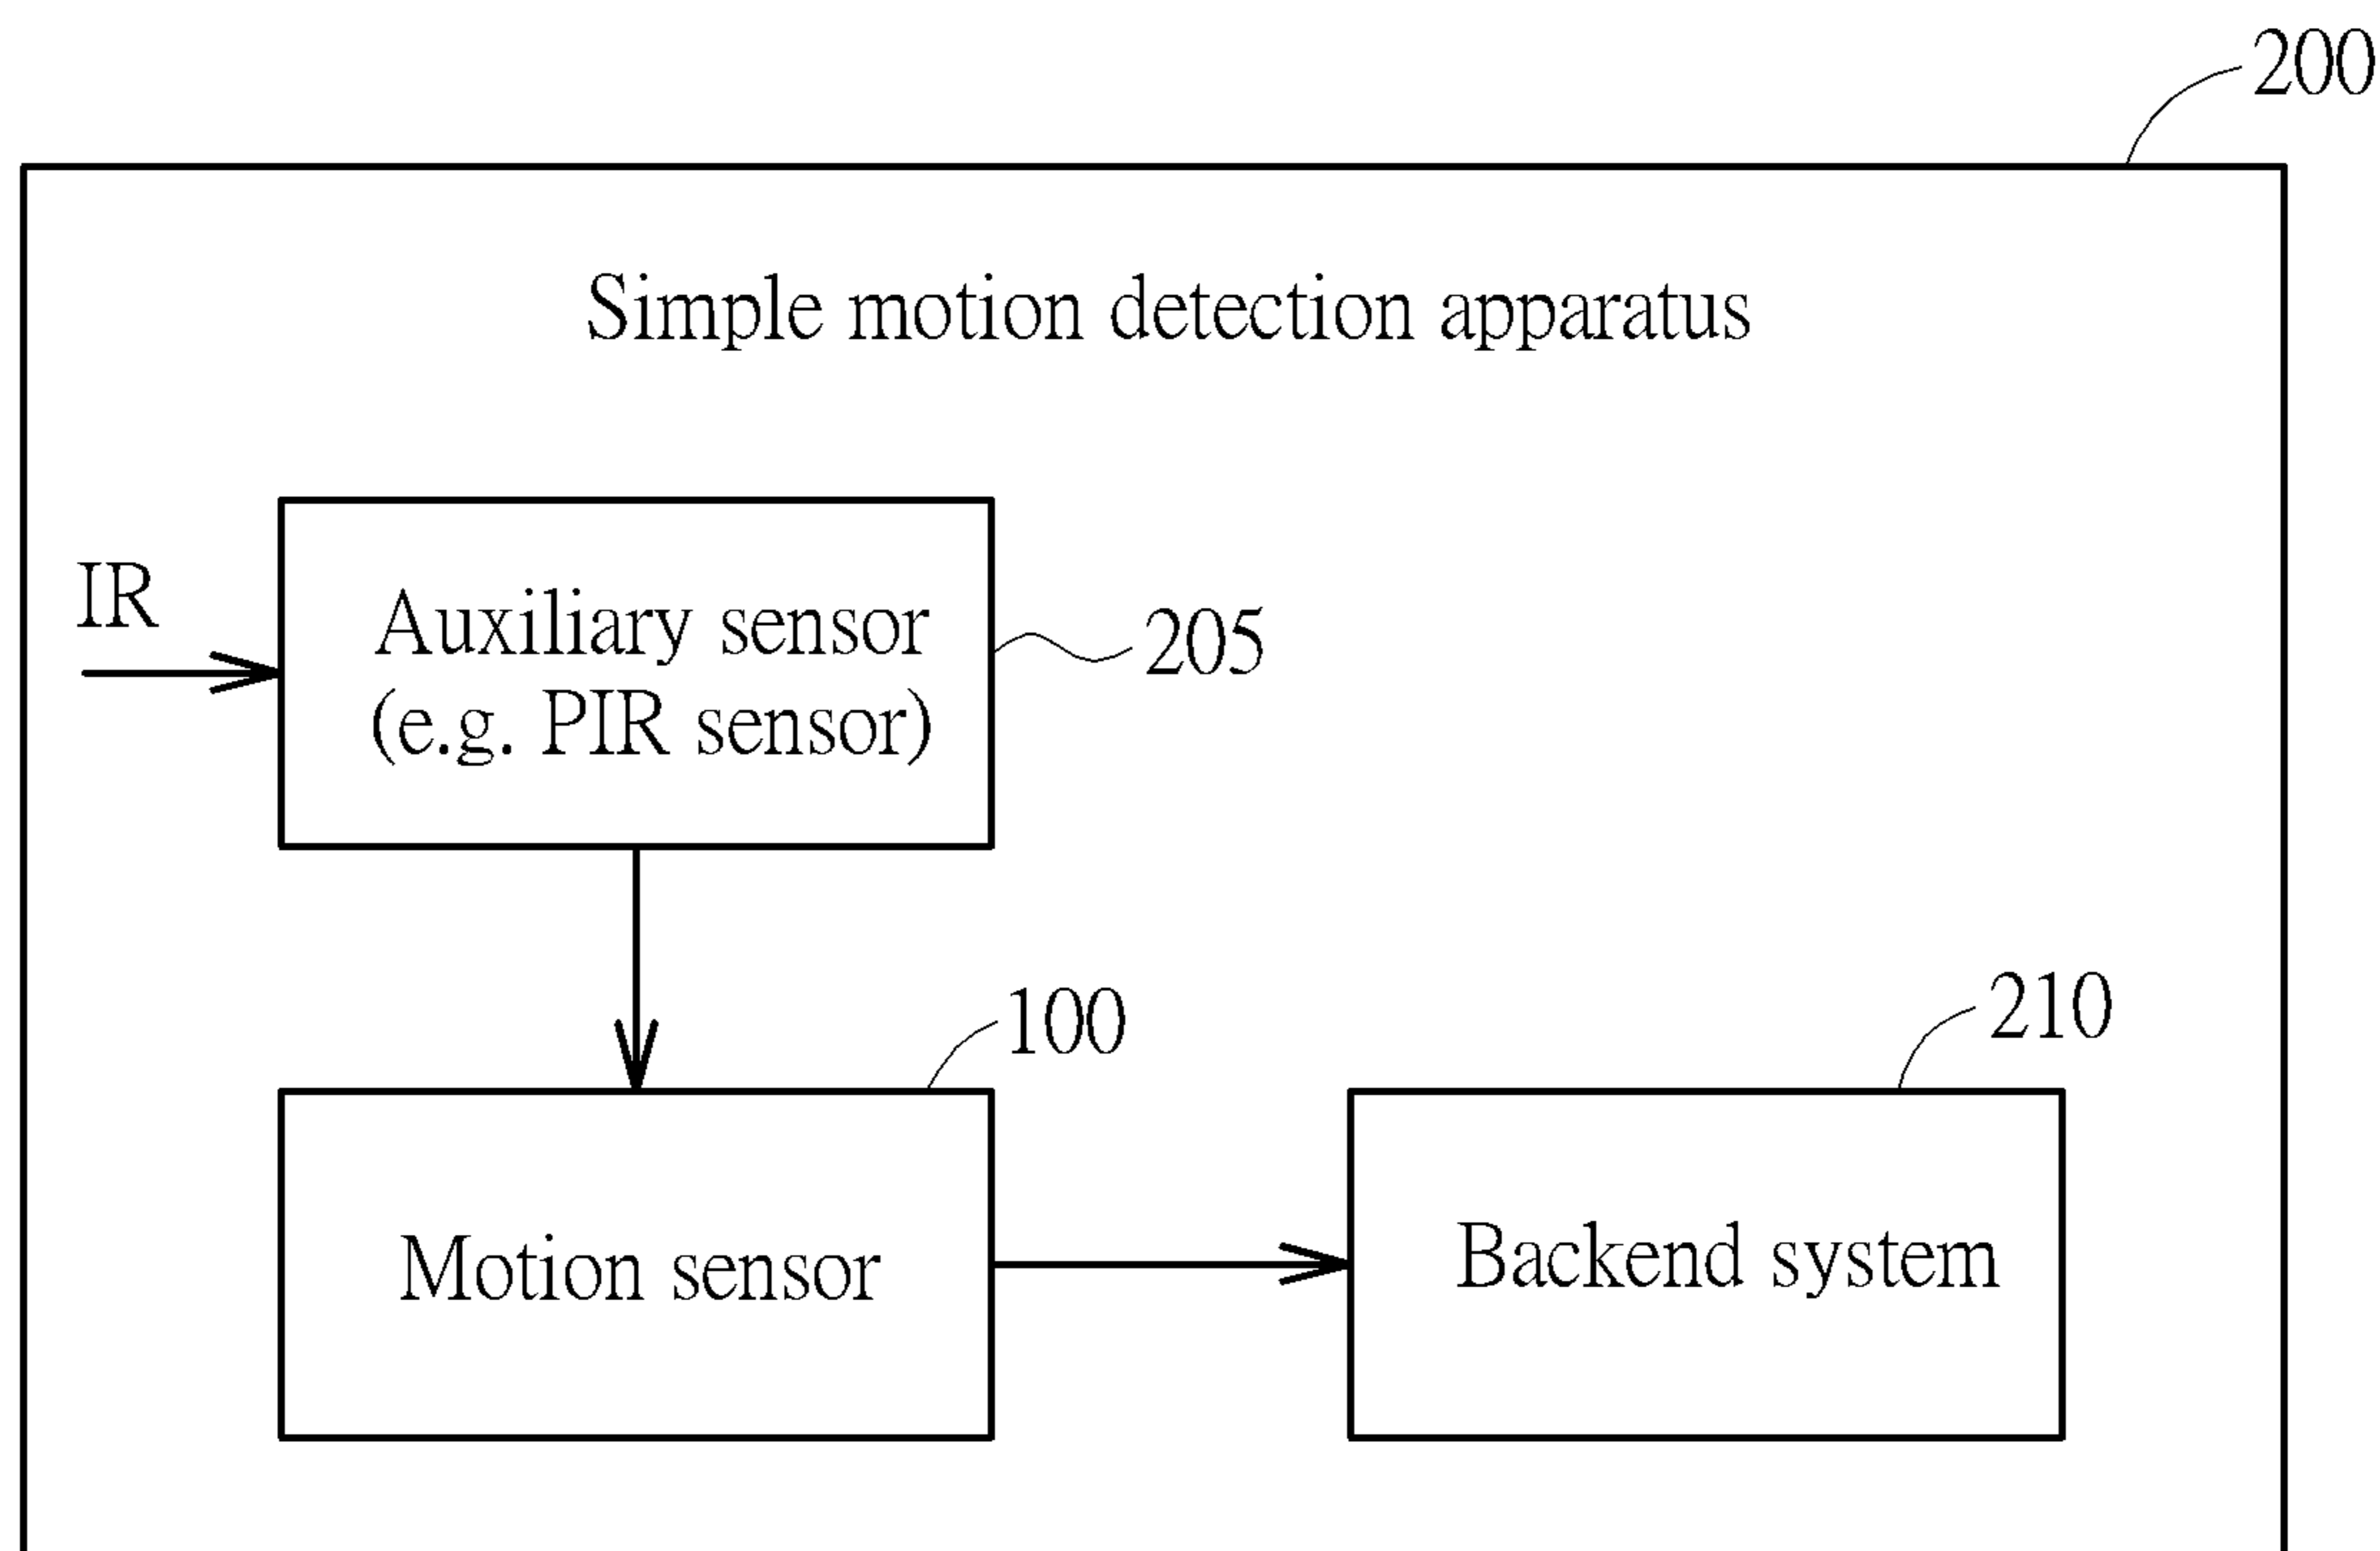 200
Simple motion detection apparatus
IR
Auxiliary sensor
(e.g. PIR sensor)
205
100
210
Motion sensor
Backend system